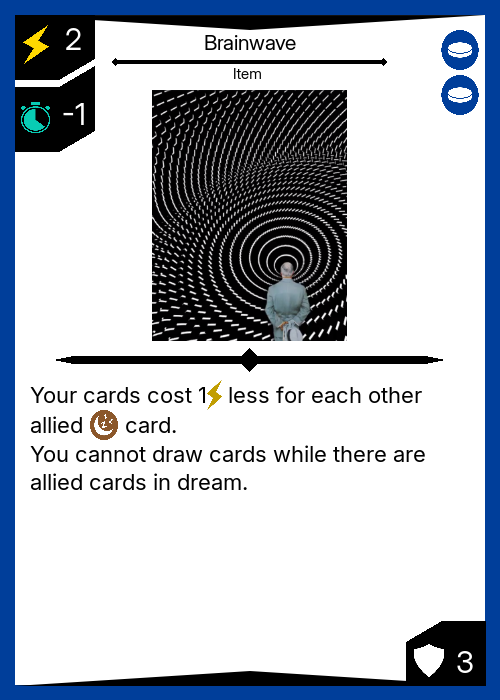 2
Brainwave
Item
-1
Your cards cost 1 less for each other
allied card.
You cannot draw cards while there are
allied cards in dream.
3